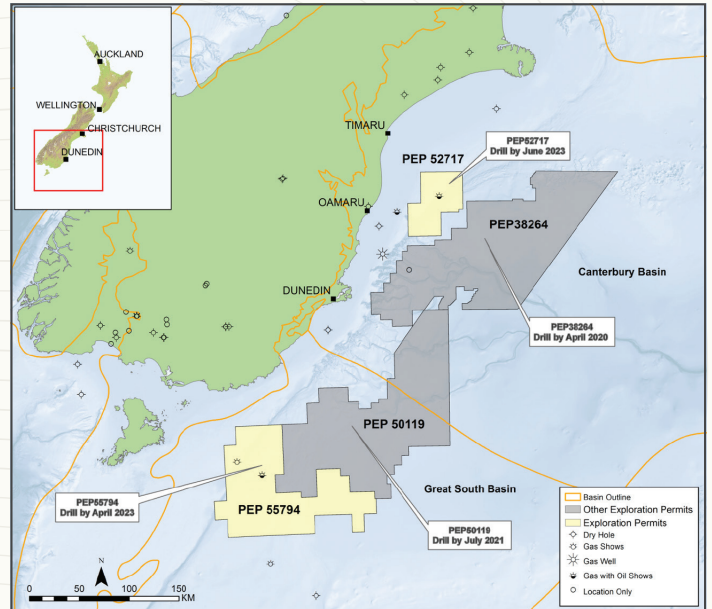 AUCKLAND
WELLINGTON
CHRISTCHURCH
DUNEDIN
TIMARU
PEP 52717
PEP52717
Drill by June 2023
OAMARU
PEP38264
Canterbury Basin
DUNEDIN
PEP38264
Drill by April 2020
PEP 50119
Great South Basin
PEP55794
Drill by April 2023
PEP 55794
PEP50119
Drill by July 2021
Basin Outline
Other Exploration Permits
Exploration Permits
Dry Hole
Gas Shows
Gas Well
Gas with Oil Shows
Location Only
N
0 50 100 150
KM